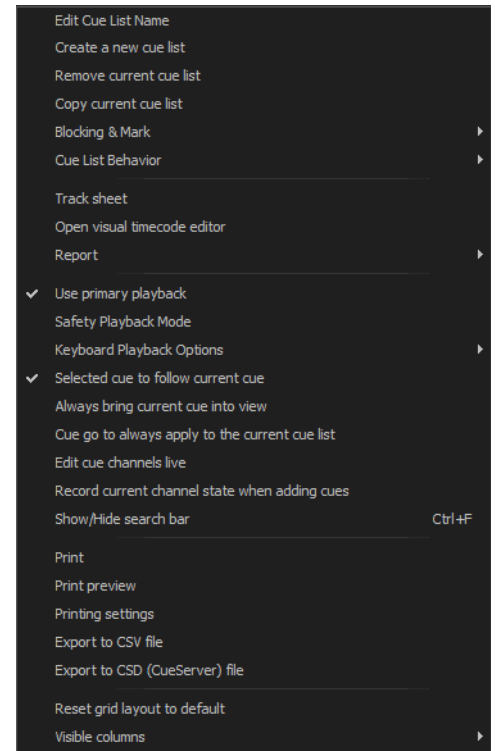 Edit Cue List Name
Create a new cue list
Remove current cue list
Copy current cue list
Blocking & Mark
Cue List Behavior
Track sheet
Open visual timecode editor
Report
Use primary playback
Safety Playback Mode
Keyboard Playback Options
Selected cue to follow current cue
Always bring current cue into view
Cue go to always apply to the current cue list
Edit cue channels live
Record current channel state when adding cues
Show/Hide search bar Ctrl+F
Print
Print preview
Printing settings
Export to CSV file
Export to CSD (CueServer) file
Reset grid layout to default
Visible columns